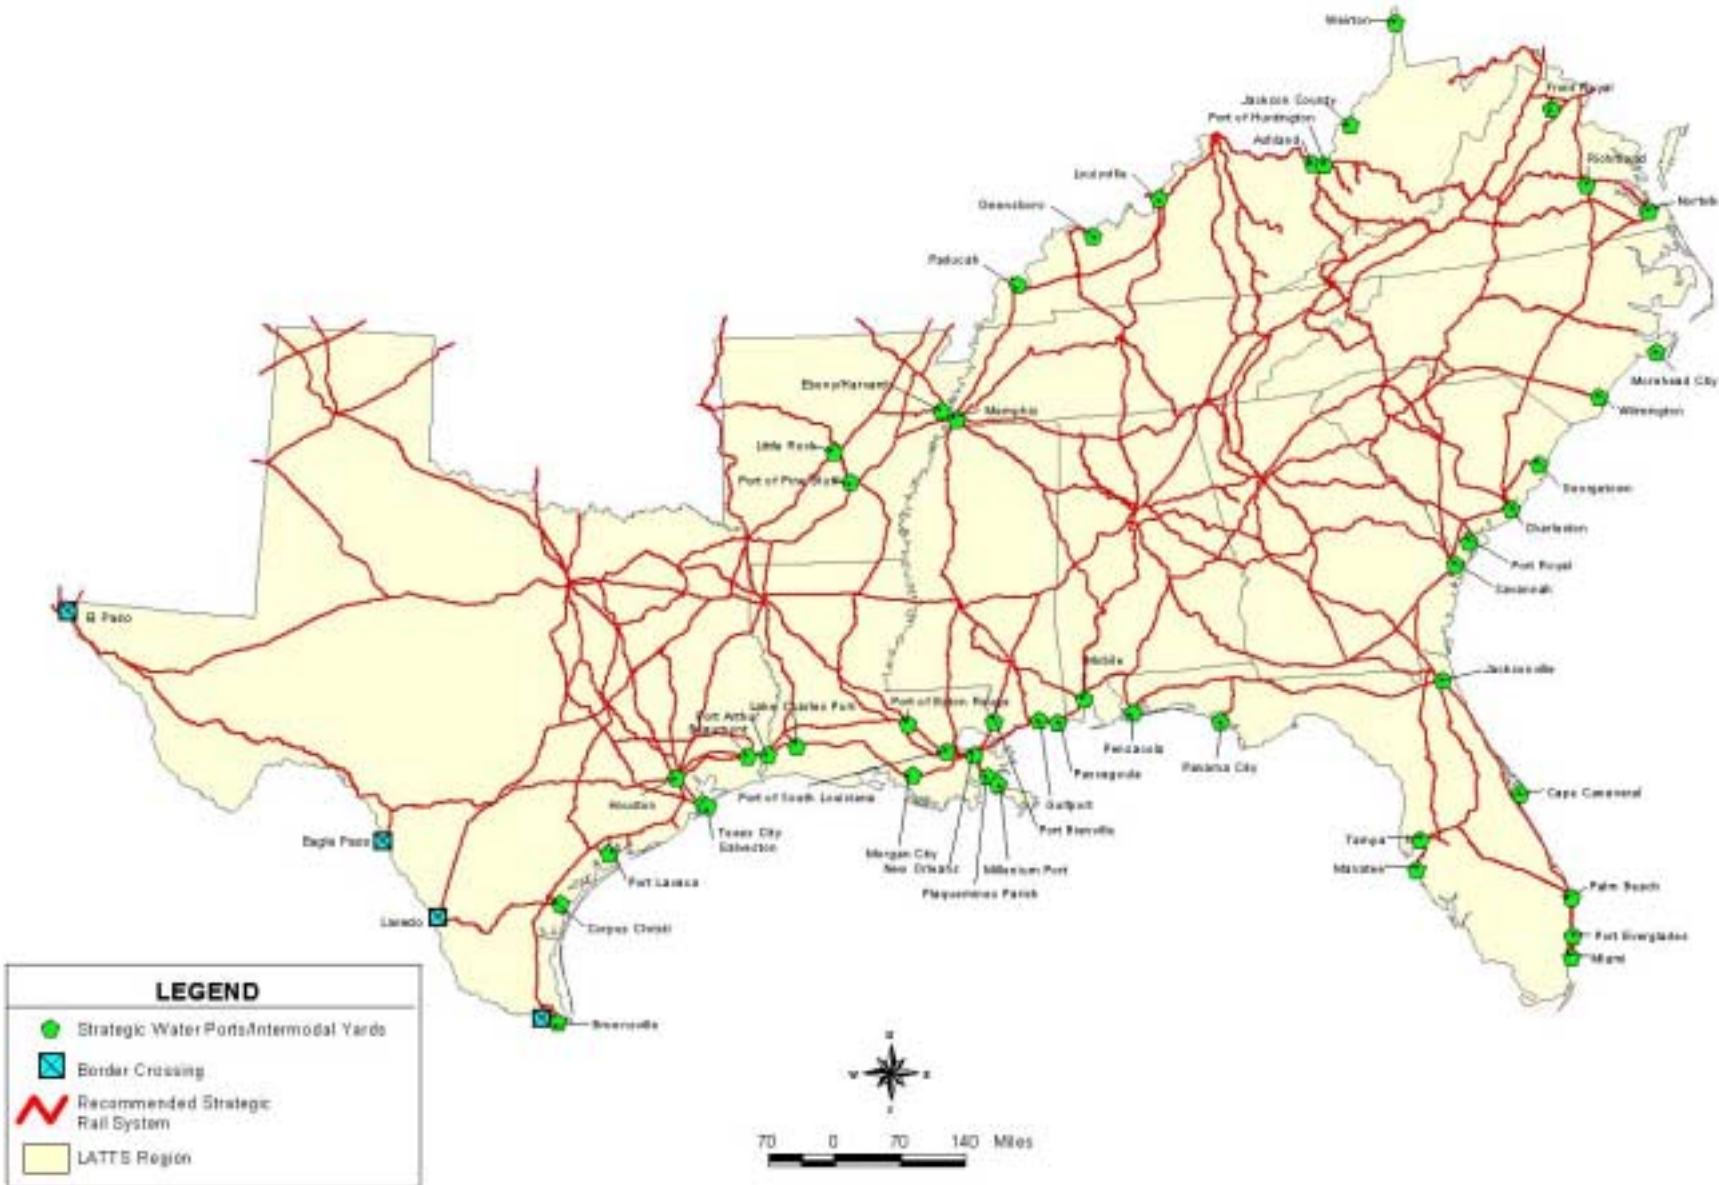 Weirton
Front Royal
Jackson County
Port of Huntington
Ashland
Richmond
Louisville
Owensboro
Norfolk
Paducah
Morehead City
Memphis
Wilmington
Little Rock
Port of Pine Bluff
Georgetown
Charleston
Port Royal
Savannah
El Paso
Mobile
Jacksonville
Port of Baton Rouge
Lake Charles Port
Port Arthur
Beaumont
Pensacola
Panama City
Pascagoula
Cape Canaveral
Port of South Louisiana
Houston
Gulfport
Texas City
Galveston
Port Bienville
Eagle Pass
Tampa
Morgan City
New Orleans
Millenium Port
Manatee
Port Lavaca
Plaquemines Parish
Palm Beach
Laredo
Corpus Christi
Port Everglades
Miami
Brownsville
LEGEND
Strategic Water Ports/Intermodal Yards
Border Crossing
Recommended Strategic
Rail System
LATTS Region
N
W
E
S
70 0 70 140 Miles